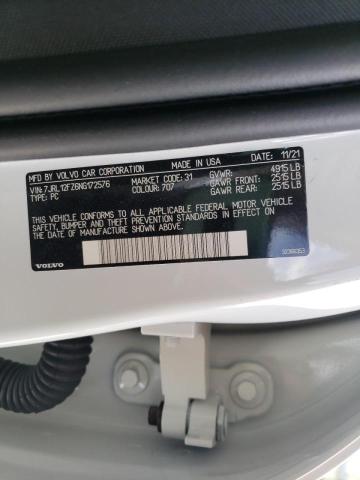 MFD. BY VOLVO CAR CORPORATION MADE IN USA DATE: 11/21
VIN: 7JRL12FZ6NG172576 MARKET CODE: 31 GVWR: 4915 LB
TYPE: PC COLOUR: 707 GAWR FRONT: 2515 LB
GAWR REAR: 2515 LB
THIS VEHICLE CONFORMS TO ALL APPLICABLE FEDERAL MOTOR VEHICLE
SAFETY, BUMPER AND THEFT PREVENTION STANDARDS IN EFFECT
ON THE DATE OF MANUFACTURE SHOWN ABOVE.
VOLVO